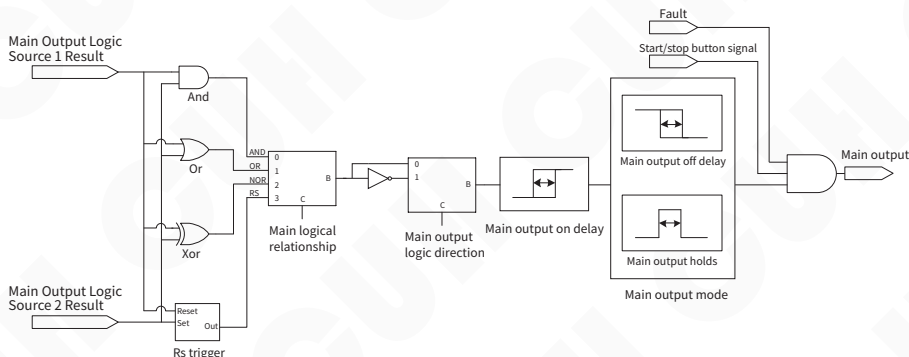 Fault
Start/stop button signal
Main Output Logic
Source 1 Result
And
Or
Xor
Main Output Logic
Source 2 Result
Reset
Set
Out
Rs trigger
AND
OR
NOR
RS
0
1
2
3
B
C
Main logical
relationship
0
1
B
C
Main output
logic direction
Main output on delay
Main output off delay
Main output holds
Main output mode
Main output